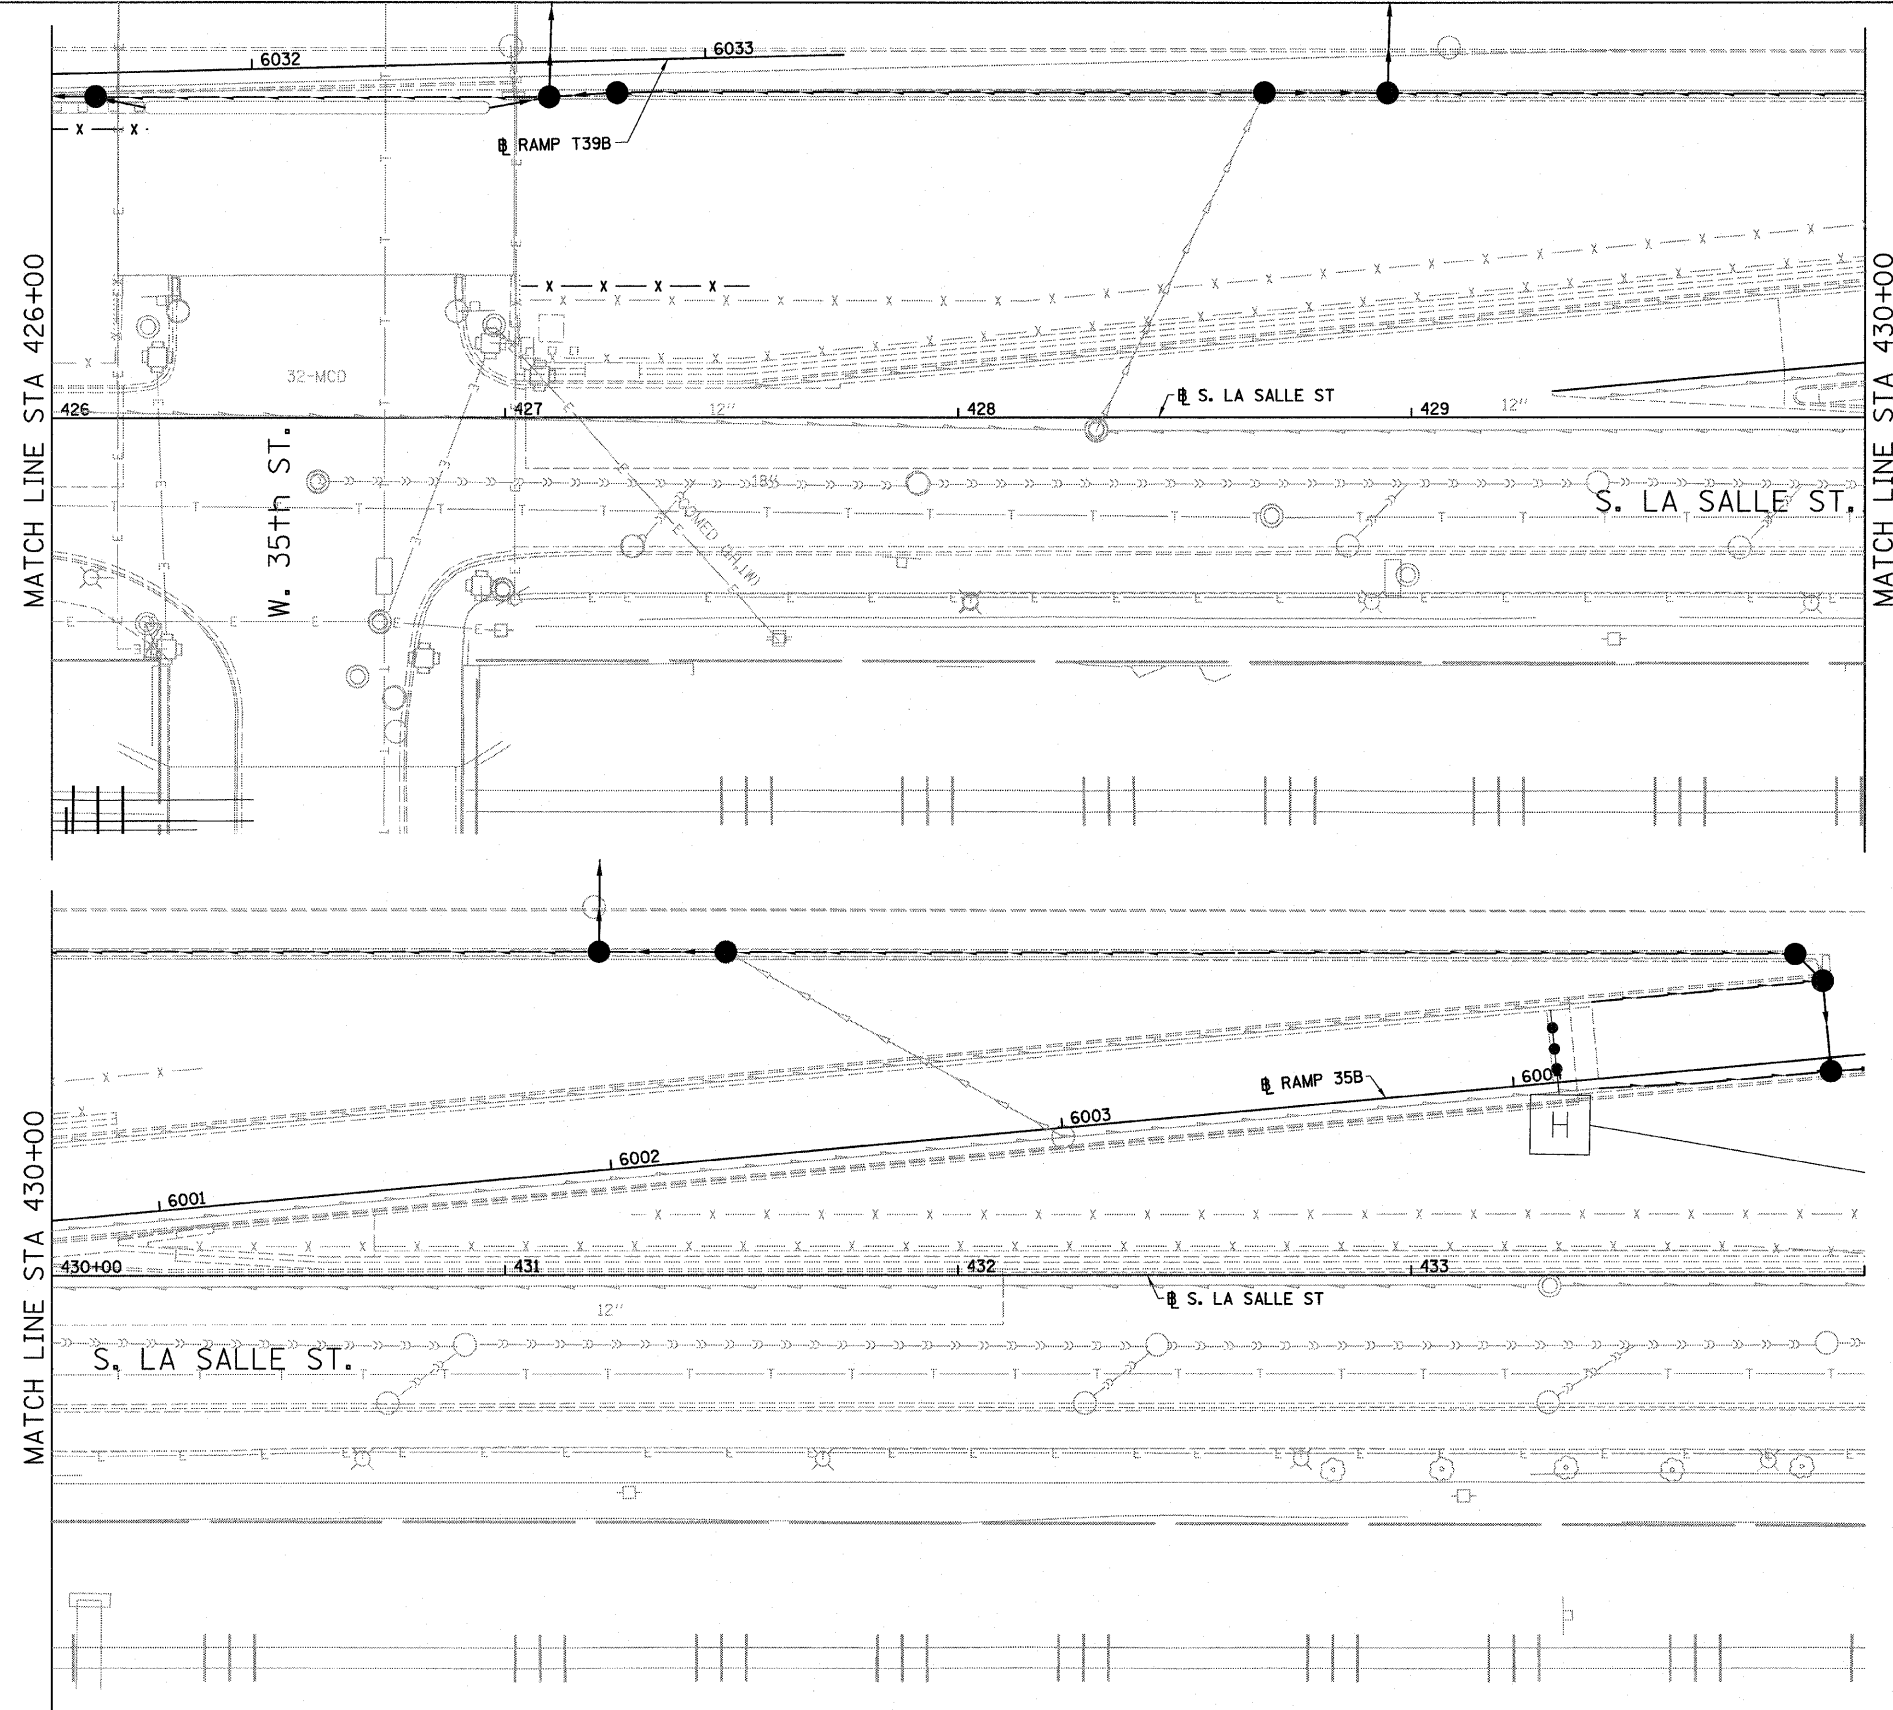 6032
6033
℄ RAMP T39B
MATCH LINE STA 426+00
MATCH LINE STA 430+00
32-MCD
426
427
12"
428
℄ S. LA SALLE ST
429
12"
W. 35th ST.
18"
S. LA SALLE ST.
℄ RAMP 35B
6003
6002
6001
H
MATCH LINE STA 430+00
430+00
431
432
433
℄ S. LA SALLE ST
12"
S. LA SALLE ST.